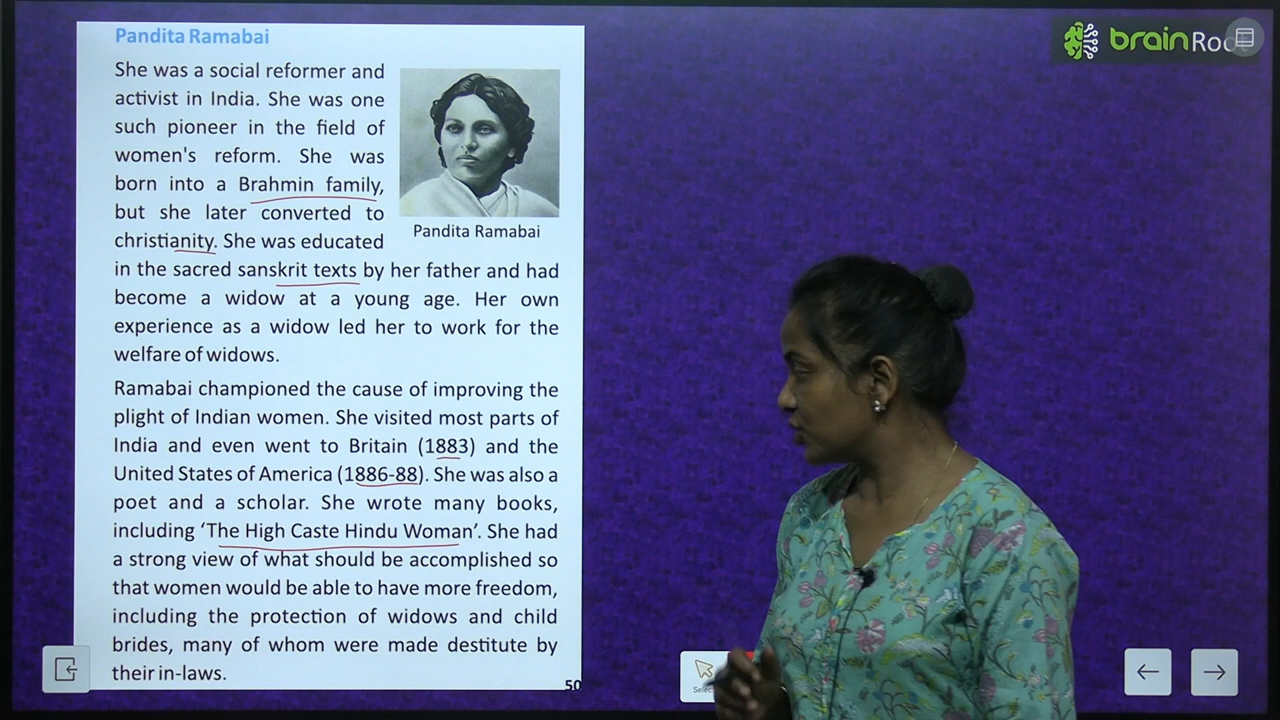 Pandita Ramabai
She was a social reformer and
activist in India. She was one
such pioneer in the field of
women's reform. She was
born into a Brahmin family,
but she later converted to
christianity. She was educated
in the sacred sanskrit texts by her father and had
become a widow at a young age. Her own
experience as a widow led her to work for the
welfare of widows.
Pandita Ramabai
Ramabai championed the cause of improving the
plight of Indian women. She visited most parts of
India and even went to Britain (1883) and the
United States of America (1886-88). She was also a
poet and a scholar. She wrote many books,
including ‘The High Caste Hindu Woman’. She had
a strong view of what should be accomplished so
that women would be able to have more freedom,
including the protection of widows and child
brides, many of whom were made destitute by
their in-laws.
50
brain